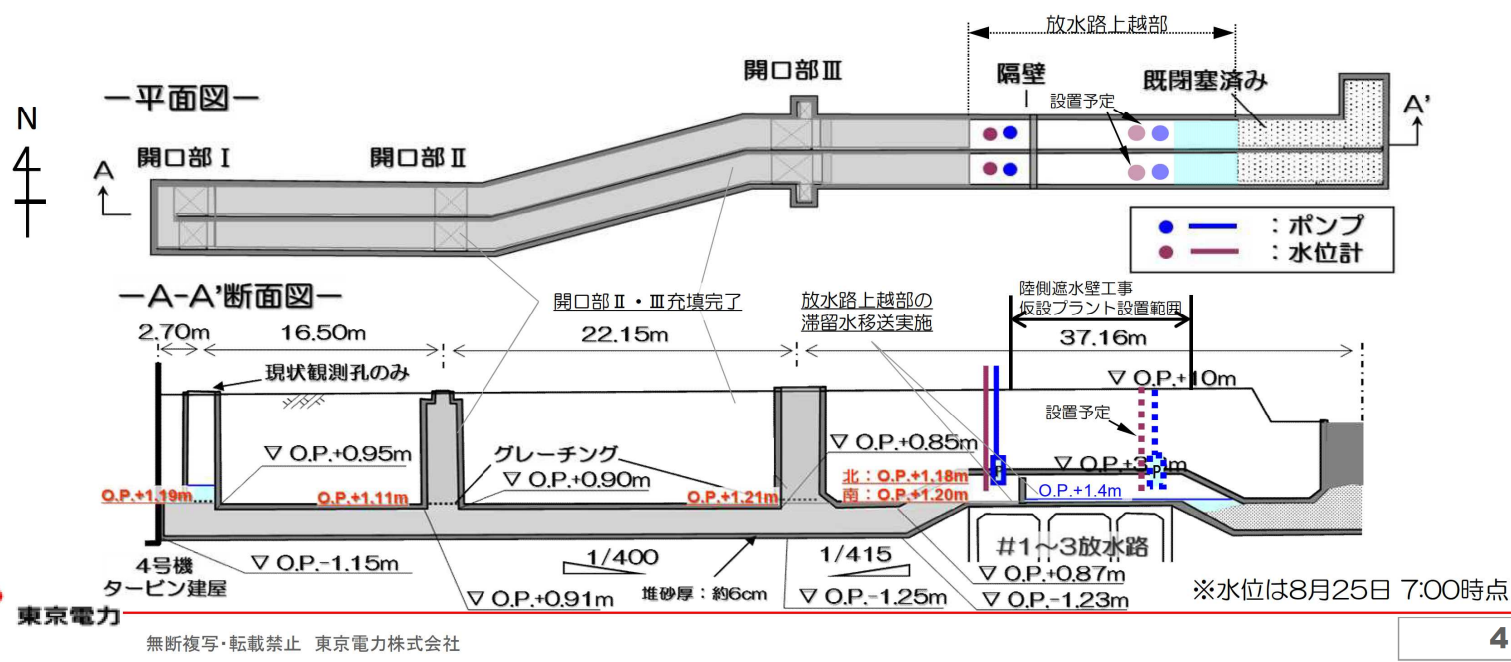 放水路上越部
開口部Ⅲ
隔壁
既閉塞済み
設置予定
ー平面図ー
N
A'
開口部Ⅰ
開口部Ⅱ
A
:ポンプ
:水位計
ーA-A'断面図ー
開口部Ⅱ・Ⅲ充填完了
放水路上越部の
滞留水移送実施
陸側遮水壁工事
仮設プラント設置範囲
2.70m
16.50m
22.15m
37.16m
現状観測孔のみ
▽ O.P.+10m
設置予定
▽ O.P.+0.95m
グレーチング
▽ O.P.+0.90m
▽ O.P.+0.85m
北:O.P.+1.18m
南:O.P.+1.20m
P
P
O.P.+1.19m
O.P.+1.11m
O.P.+1.21m
O.P.+1.4m
#1~3放水路
4号機
タービン建屋
▽ O.P.-1.15m
1/400
1/415
▽ O.P.+0.87m
▽ O.P.+0.91m
堆砂厚:約6cm
▽ O.P.-1.25m
▽ O.P.-1.23m
※水位は8月25日 7:00時点
東京電力
無断複写・転載禁止 東京電力株式会社
4